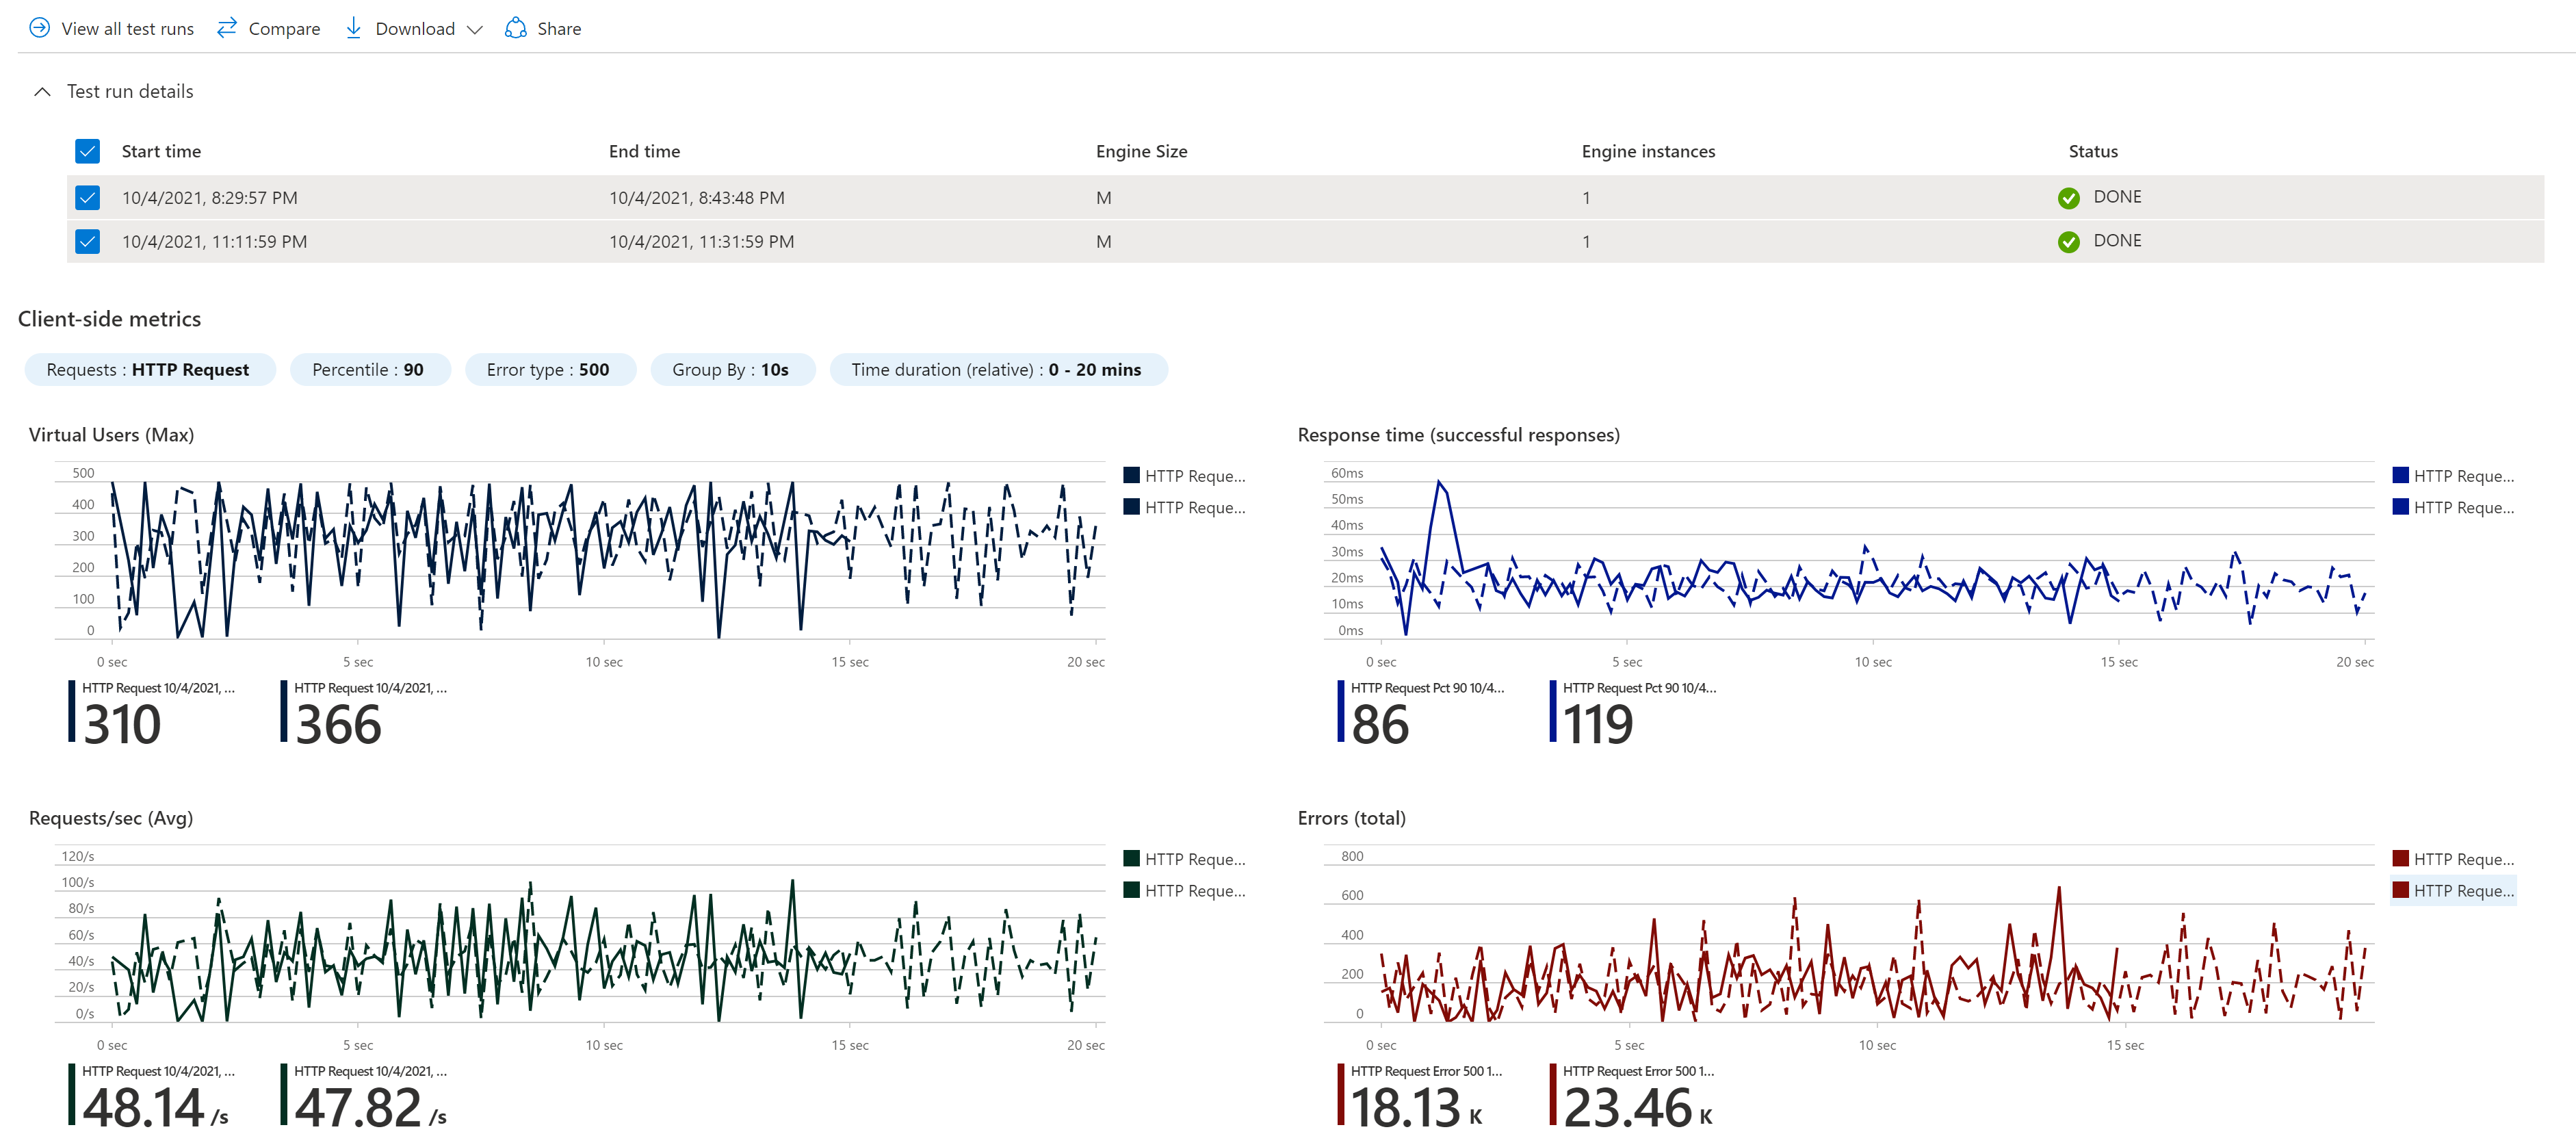 View all test runs Compare Download Share
Test run details
Start time End time Engine Size Engine instances Status
10/4/2021, 8:29:57 PM 10/4/2021, 8:43:48 PM M 1 DONE
10/4/2021, 11:11:59 PM 10/4/2021, 11:31:59 PM M 1 DONE
Client-side metrics
Requests : HTTP Request Percentile : 90 Error type : 500 Group By : 10s Time duration (relative) : 0 - 20 mins
Virtual Users (Max)
500
400
300
200
100
0
0 sec 5 sec 10 sec 15 sec 20 sec
HTTP Reque...
HTTP Reque...
HTTP Request 10/4/2021, ... HTTP Request 10/4/2021, ...
310 366
Response time (successful responses)
60ms
50ms
40ms
30ms
20ms
10ms
0ms
0 sec 5 sec 10 sec 15 sec 20 sec
HTTP Reque...
HTTP Reque...
HTTP Request Pct 90 10/4... HTTP Request Pct 90 10/4...
86 119
Requests/sec (Avg)
120/s
100/s
80/s
60/s
40/s
20/s
0/s
0 sec 5 sec 10 sec 15 sec 20 sec
HTTP Reque...
HTTP Reque...
HTTP Request 10/4/2021, ... HTTP Request 10/4/2021, ...
48.14 /s 47.82 /s
Errors (total)
800
600
400
200
0
0 sec 5 sec 10 sec 15 sec
HTTP Reque...
HTTP Reque...
HTTP Request Error 500 1... HTTP Request Error 500 1...
18.13 K 23.46 K